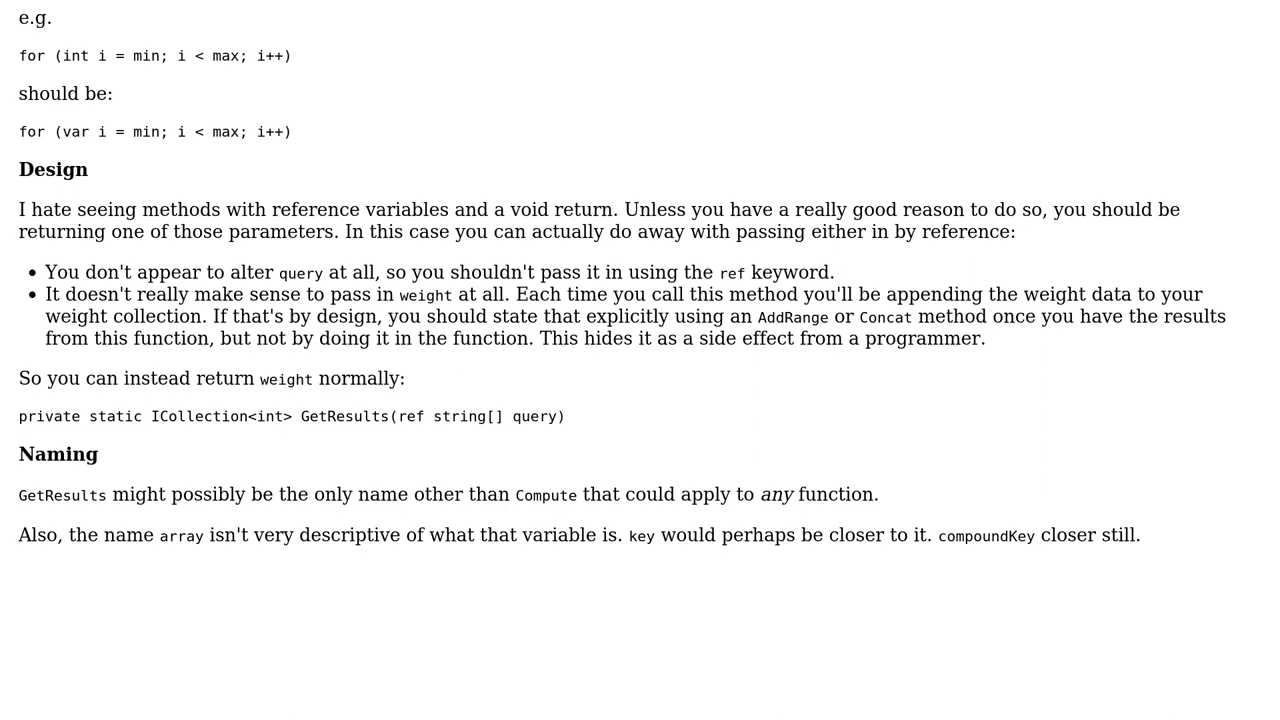 e.g.
for (int i = min; i < max; i++)
should be:
for (var i = min; i < max; i++)
Design
I hate seeing methods with reference variables and a void return. Unless you have a really good reason to do so, you should be
returning one of those parameters. In this case you can actually do away with passing either in by reference:
• You don't appear to alter query at all, so you shouldn't pass it in using the ref keyword.
• It doesn't really make sense to pass in weight at all. Each time you call this method you'll be appending the weight data to your
weight collection. If that's by design, you should state that explicitly using an AddRange or Concat method once you have the results
from this function, but not by doing it in the function. This hides it as a side effect from a programmer.
So you can instead return weight normally:
private static ICollection<int> GetResults(ref string[] query)
Naming
GetResults might possibly be the only name other than Compute that could apply to any function.
Also, the name array isn't very descriptive of what that variable is. key would perhaps be closer to it. compoundKey closer still.